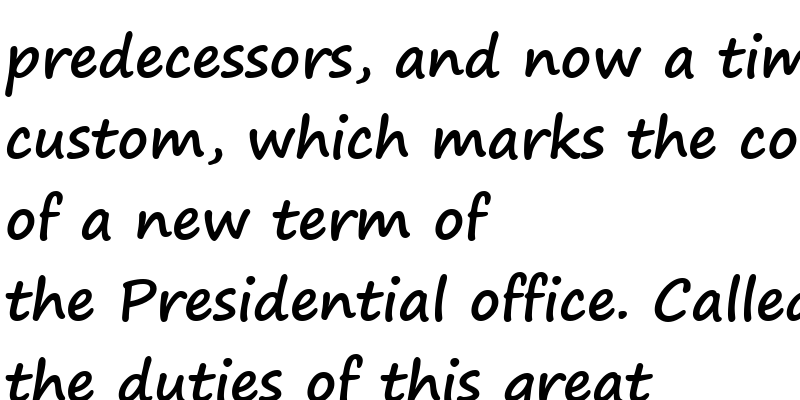 predecessors, and now a tim
custom, which marks the co
of a new term of
the Presidential office. Called
the duties of this great